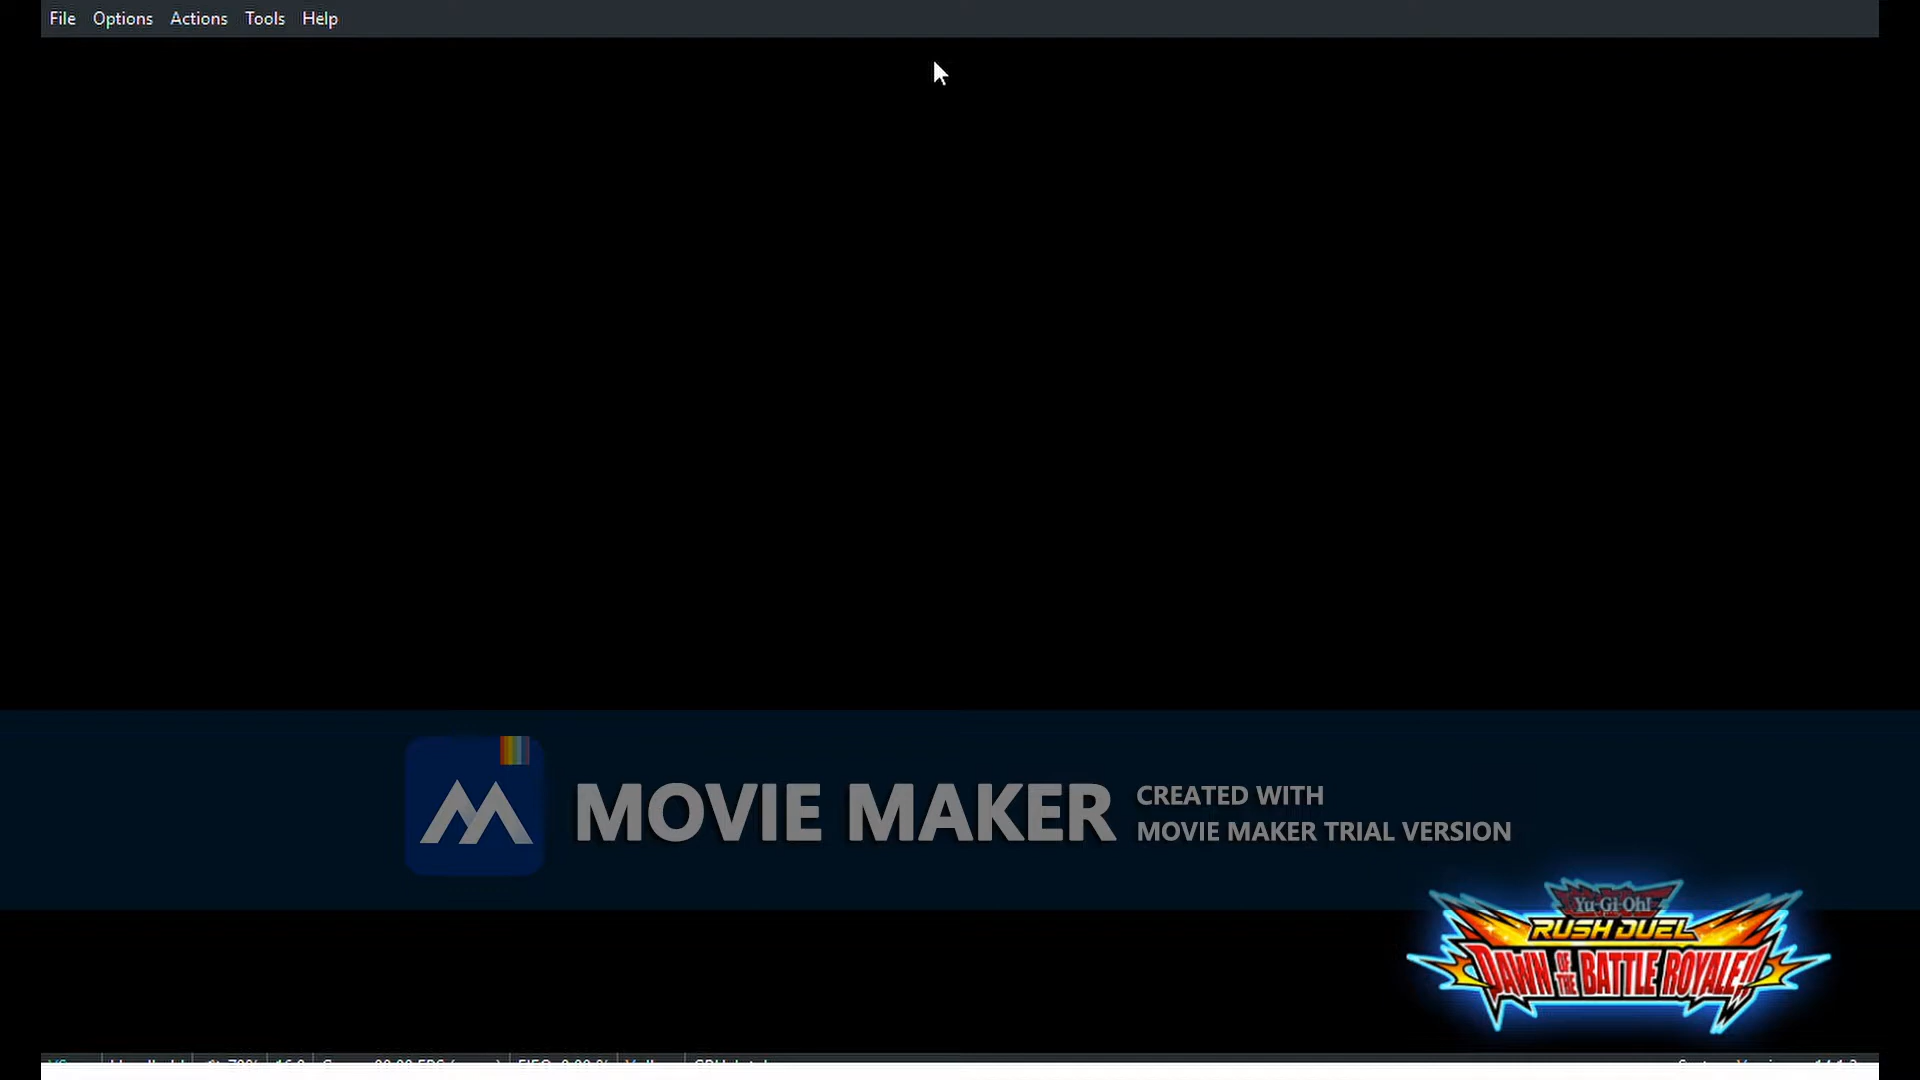 File Options Actions Tools Help
MOVIE MAKER
CREATED WITH
MOVIE MAKER TRIAL VERSION
Yu-Gi-Oh!
RUSH DUEL
DAWN OF THE BATTLE ROYALE!!